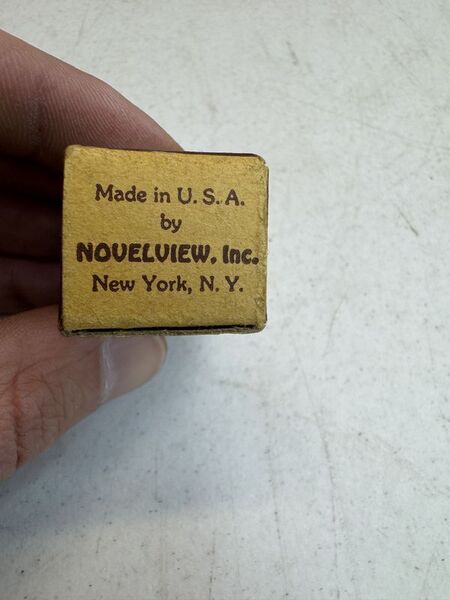 Made in U. S. A.
by
NOVELVIEW, Inc.
New York, N. Y.